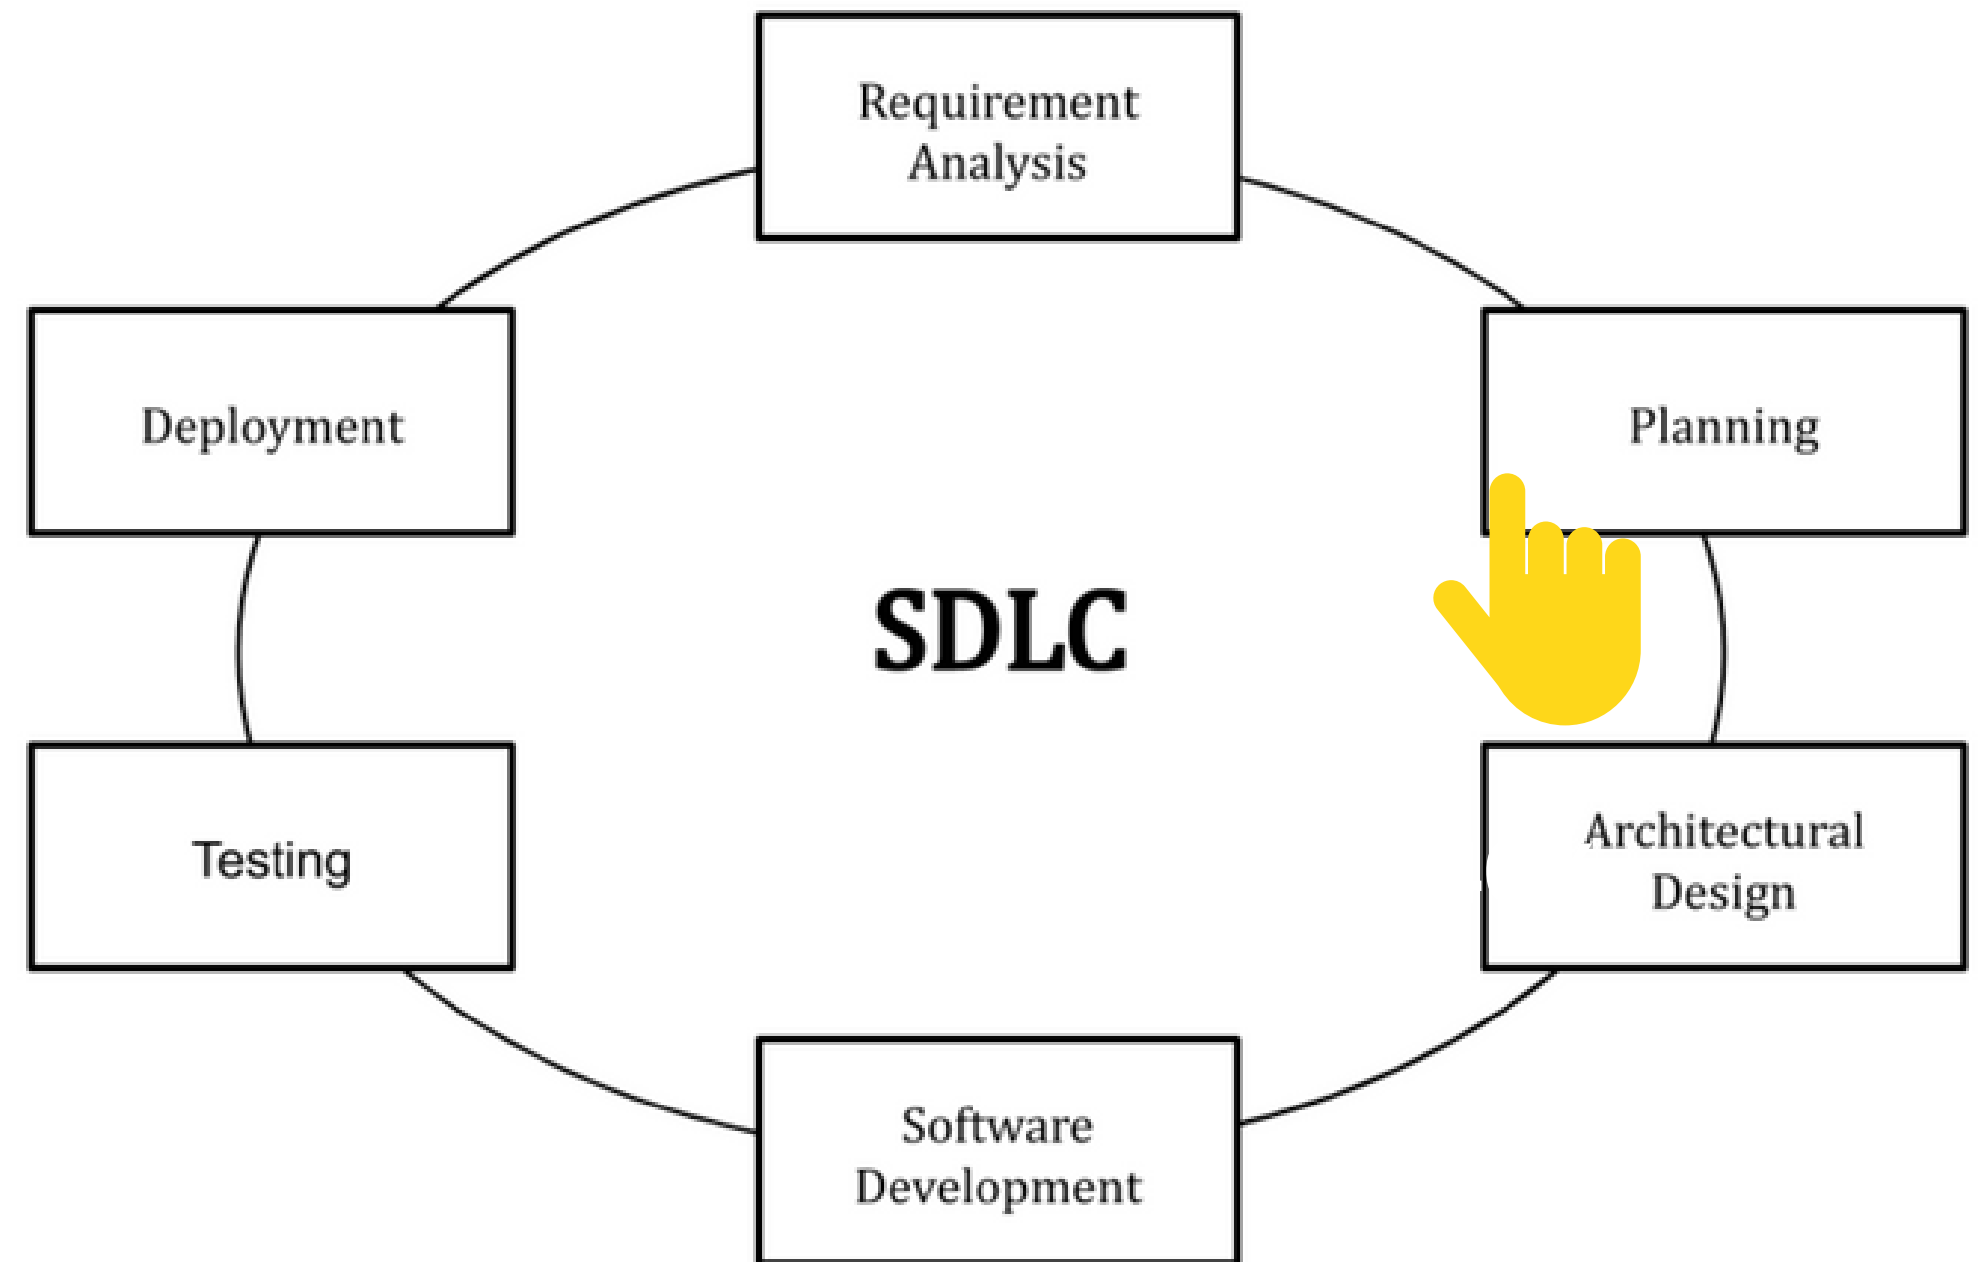 Requirement
Analysis
Deployment
Planning
SDLC
Testing
Architectural
Design
Software
Development